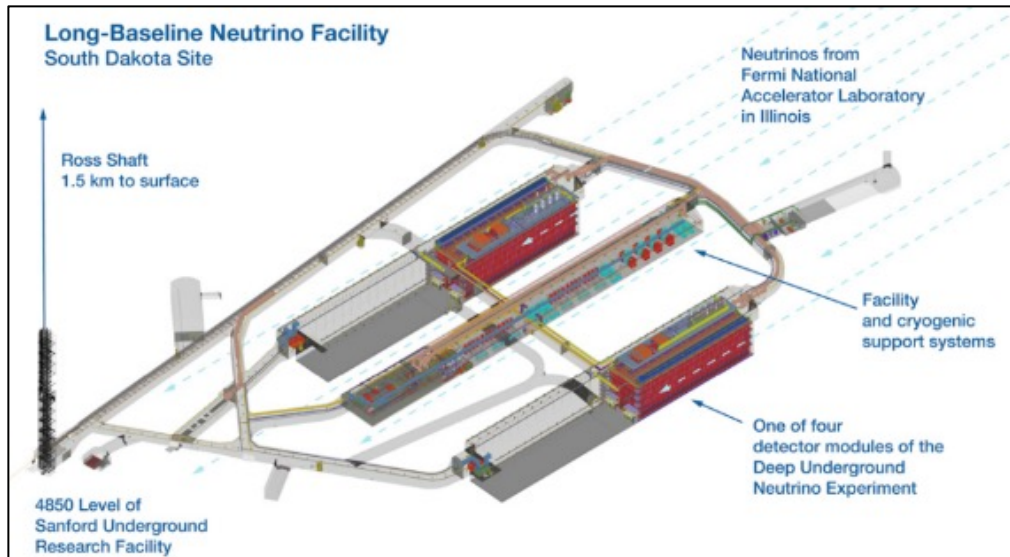 Long-Baseline Neutrino Facility
South Dakota Site
Neutrinos from
Fermi National
Accelerator Laboratory
in Illinois
Ross Shaft
1.5 km to surface
Facility
and cryogenic
support systems
One of four
detector modules of the
Deep Underground
Neutrino Experiment
4850 Level of
Sanford Underground
Research Facility